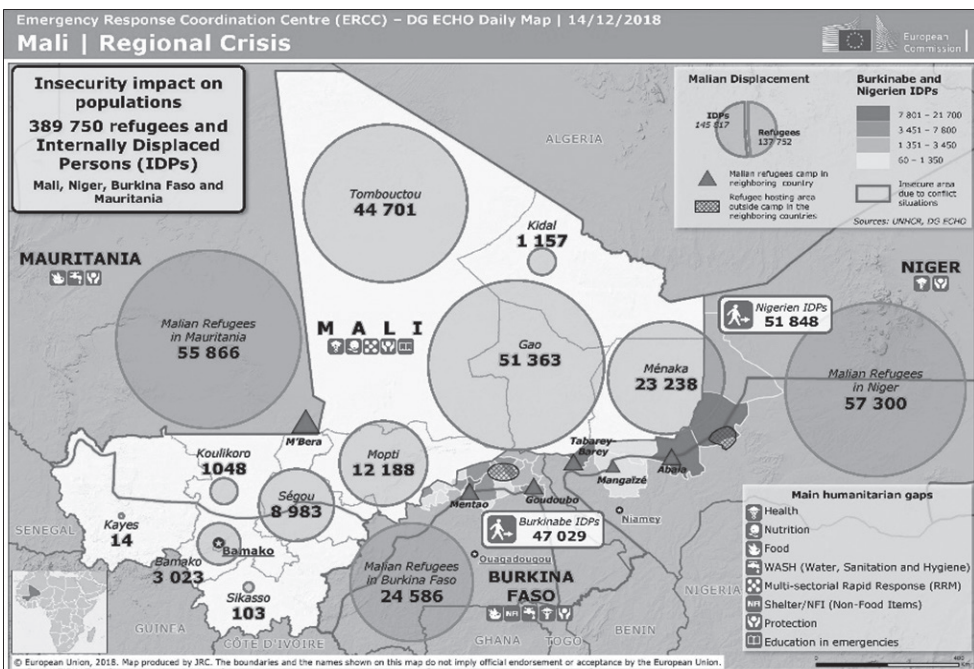 Emergency Response Coordination Centre (ERCC) – DG ECHO Daily Map | 14/12/2018
Mali | Regional Crisis
European
Commission
Insecurity impact on
populations
389 750 refugees and
Internally Displaced
Persons (IDPs)
Mali, Niger, Burkina Faso and
Mauritania
Malian Displacement
IDPs
145 817
Refugees
137 752
Malian refugees camp in
neighboring country
Refugee hosting area
outside camp in the
neighboring countries
Burkinabe and
Nigerien IDPs
7 801 – 21 700
3 451 – 7 800
1 351 – 3 450
60 – 1 350
Insecure area
due to conflict
situations
Sources: UNHCR, DG ECHO
ALGERIA
Tombouctou
44 701
Kidal
1 157
MAURITANIA
NIGER
Malian Refugees
in Mauritania
55 866
MALI
Gao
51 363
Ménaka
23 238
Nigerien IDPs
51 848
Malian Refugees
in Niger
57 300
M'Bera
Koulikoro
1048
Mopti
12 188
Tabarey-
Barey
Mangaïzé
Abala
Ségou
8 983
Mentao
Goudoubo
Niamey
SENEGAL
Kayes
14
Burkinabe IDPs
47 029
Bamako
Bamako
3 023
Ouagadougou
Malian Refugees
in Burkina Faso
24 586
BURKINA
FASO
NFI
Sikasso
103
GUINEA
CÔTE D'IVOIRE
GHANA
TOGO
BENIN
NIGERIA
Main humanitarian gaps
Health
Nutrition
Food
WASH (Water, Sanitation and Hygiene)
Multi-sectorial Rapid Response (RRM)
NFI Shelter/NFI (Non-Food Items)
Protection
Education in emergencies
© European Union, 2018. Map produced by JRC. The boundaries and the names shown on this map do not imply official endorsement or acceptance by the European Union.